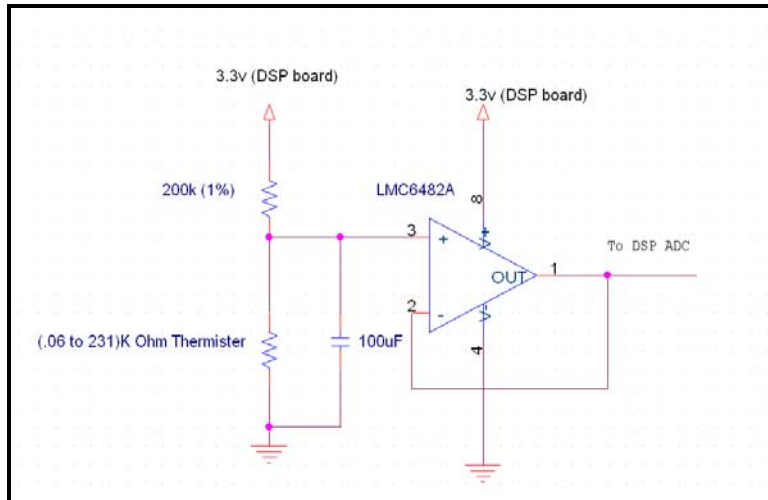 3.3v (DSP board)
3.3v (DSP board)
200k (1%)
LMC6482A
8
V+
3
+
To DSP ADC
OUT
1
2
-
V-
(.06 to 231)K Ohm Thermister
100uF
4